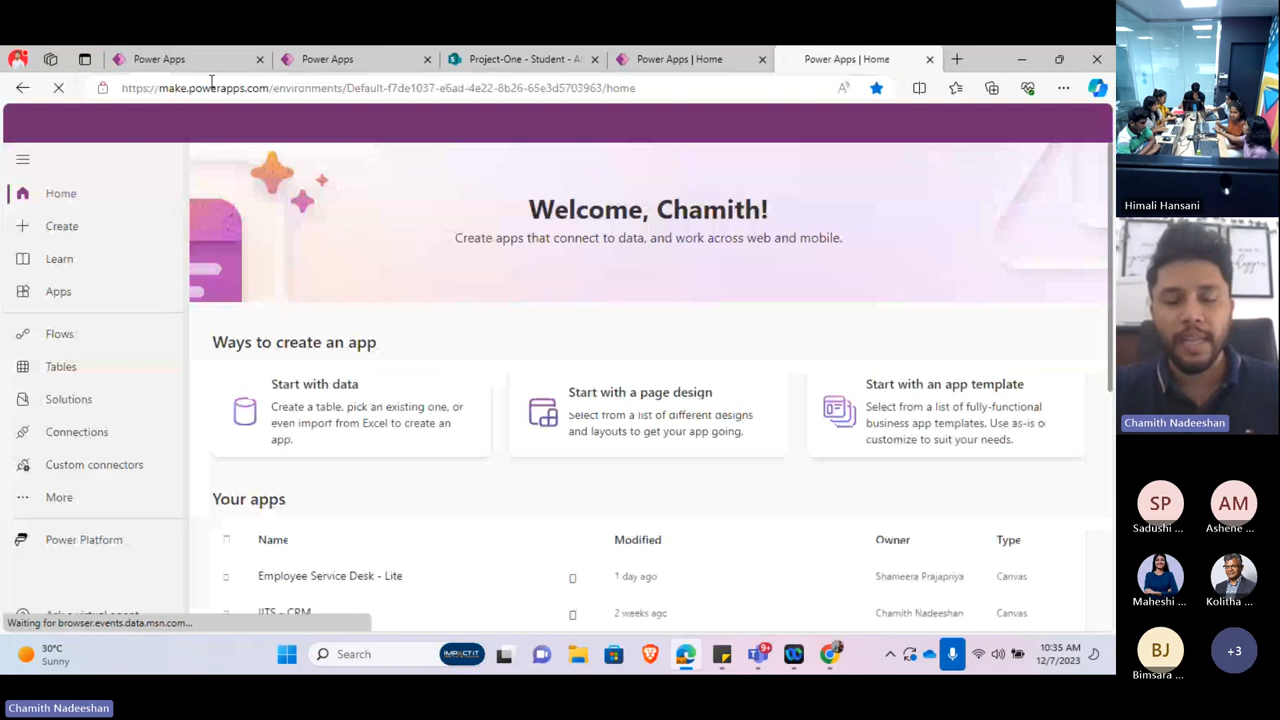 Power Apps
Power Apps
Project-One - Student - A
Power Apps | Home
Power Apps | Home
https://make.powerapps.com/environments/Default-f7de1037-e6ad-4e22-8b26-65e3d5703963/home
Home
Create
Learn
Apps
Flows
Tables
Solutions
Connections
Custom connectors
More
Power Platform
Ask a virtual agent
Welcome, Chamith!
Create apps that connect to data, and work across web and mobile.
Ways to create an app
Start with data
Create a table, pick an existing one, or
even import from Excel to create an
app.
Start with a page design
Select from a list of different designs
and layouts to get your app going.
Start with an app template
Select from a list of fully-functional
business app templates. Use as-is o
customize to suit your needs.
Your apps
Name Modified Owner Type
Employee Service Desk - Lite 1 day ago Shameera Prajapriya Canvas
IITS - CRM 2 weeks ago Chamith Nadeeshan Canvas
Waiting for browser.events.data.msn.com...
30°C
Sunny
Search
IMPACTIT
9+
10:35 AM
12/7/2023
Himali Hansani
Chamith Nadeeshan
SP
Sadushi ...
AM
Ashene ...
Maheshi ...
Kolitha ...
BJ
Bimsara ...
+3
Chamith Nadeeshan